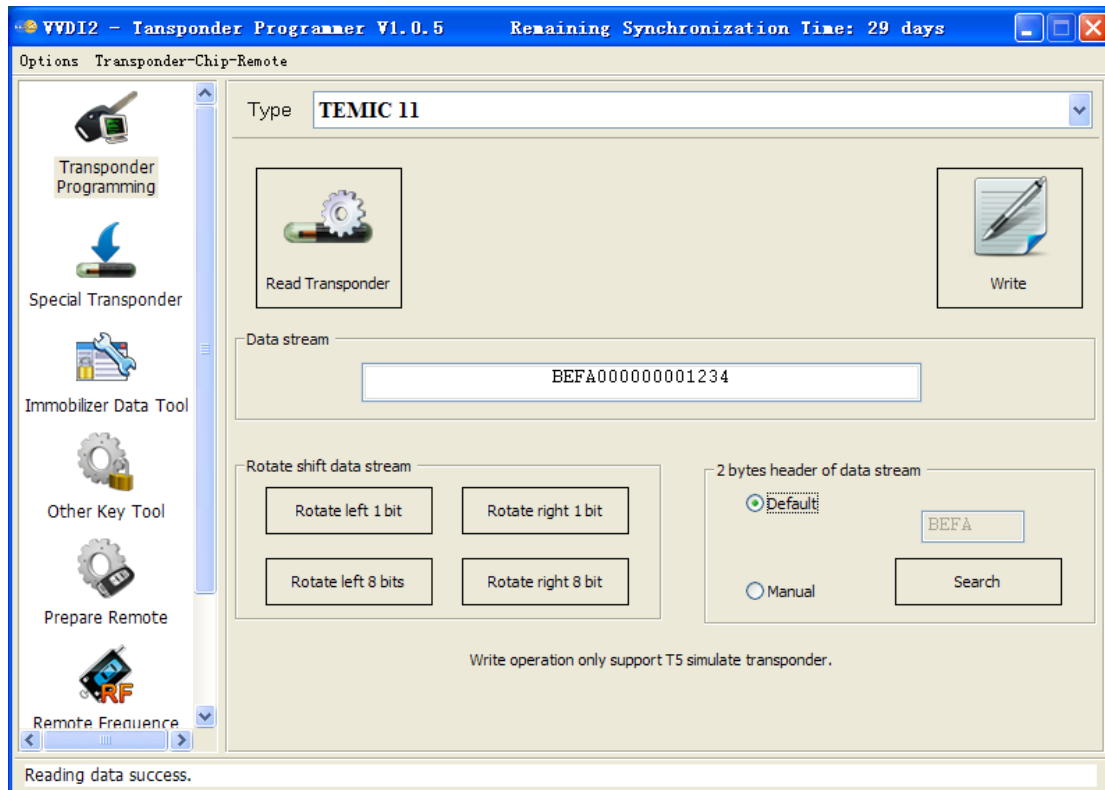 VVDI2 - Tansponder Programmer V1.0.5 Remaining Synchronization Time: 29 days
Options Transponder-Chip-Remote
Transponder
Programming
Special Transponder
Immobilizer Data Tool
Other Key Tool
Prepare Remote
RF
Remote Frequence
Type TEMIC 11
Read Transponder
Write
Data stream
BEFA000000001234
Rotate shift data stream
Rotate left 1 bit
Rotate right 1 bit
Rotate left 8 bits
Rotate right 8 bit
2 bytes header of data stream
Default
BEFA
Manual
Search
Write operation only support T5 simulate transponder.
Reading data success.